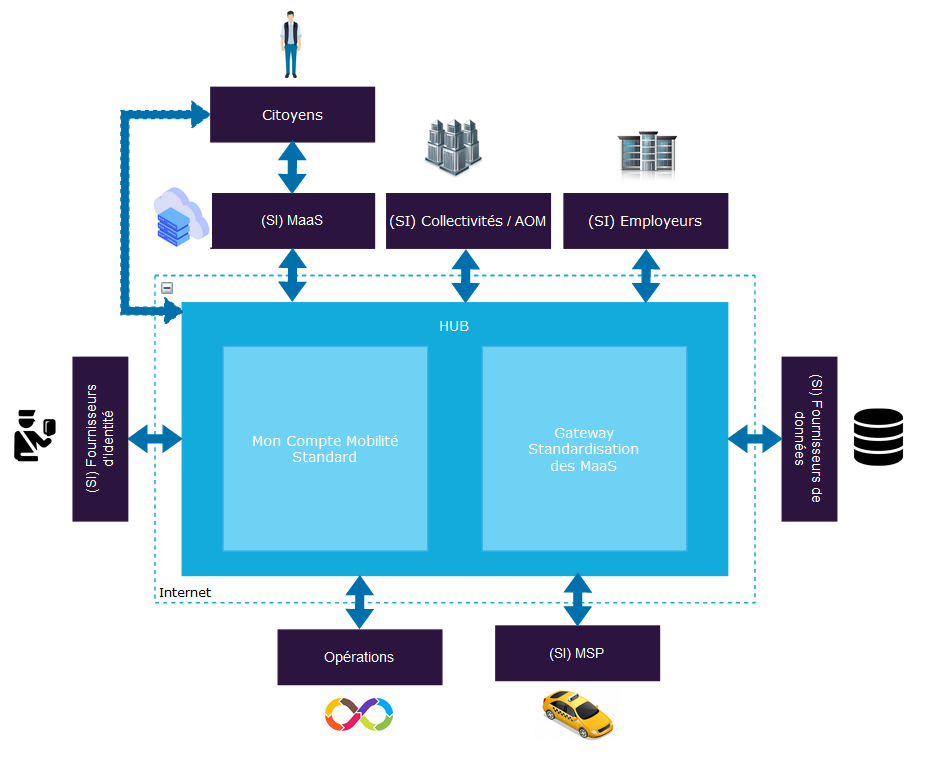 Citoyens
(SI) MaaS
(SI) Collectivités / AOM
(SI) Employeurs
HUB
(SI) Fournisseurs
d'identité
Mon Compte Mobilité
Standard
Gateway
Standardisation
des MaaS
(SI) Fournisseurs de
données
Internet
Opérations
(SI) MSP